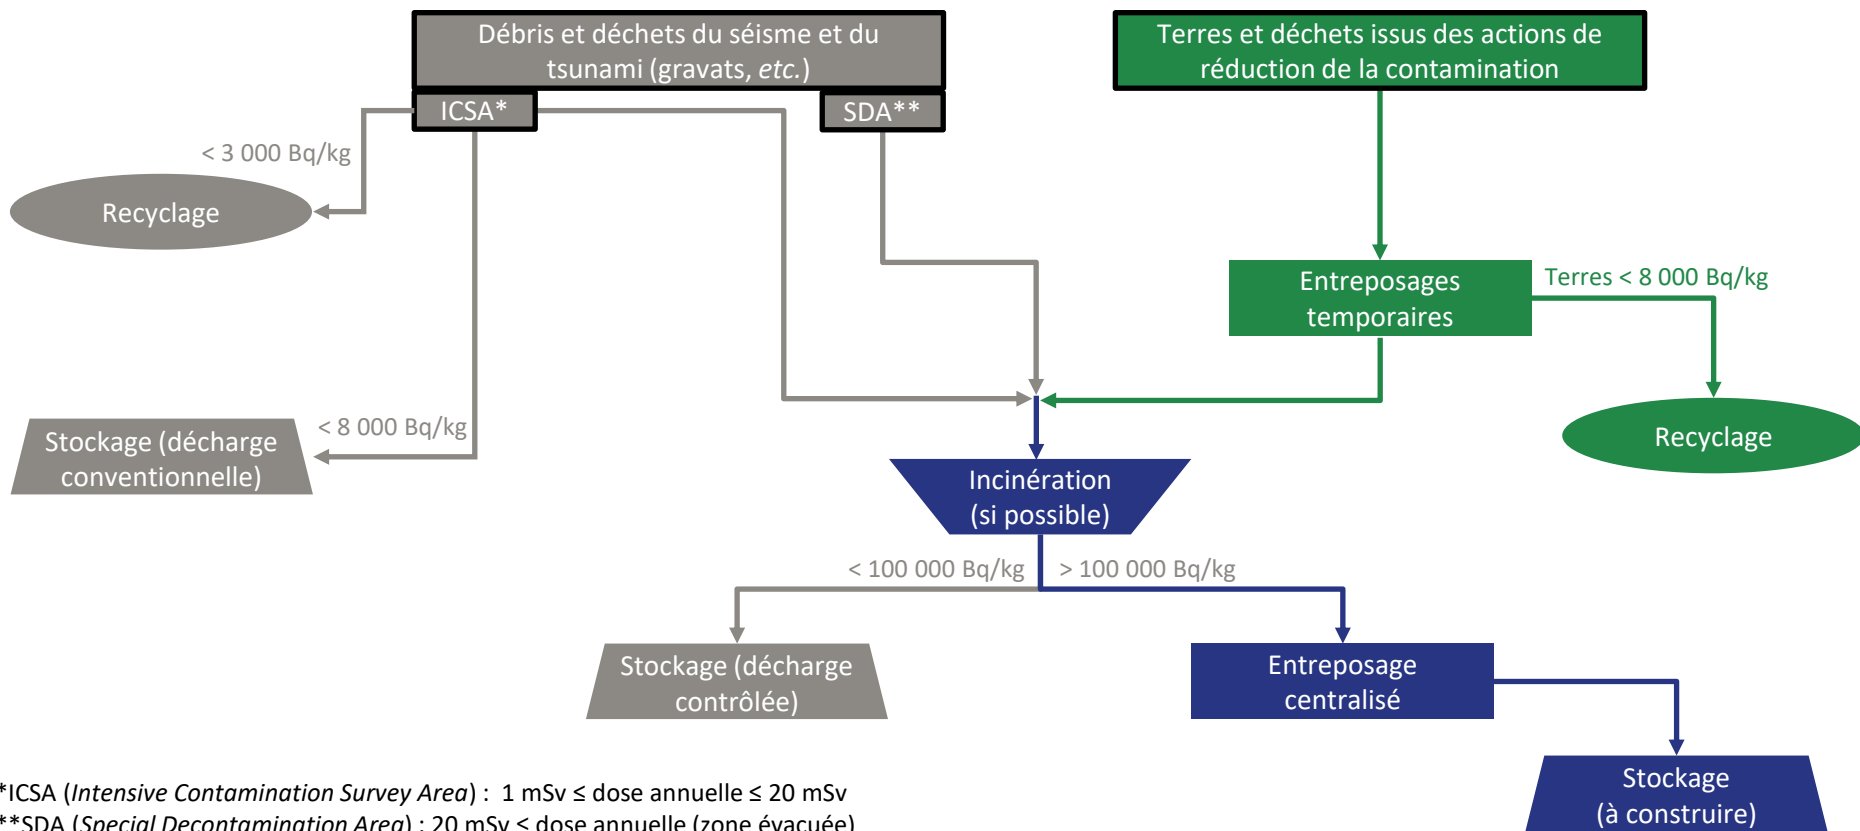 Débris et déchets du séisme et du
tsunami (gravats, etc.)
Terres et déchets issus des actions de
réduction de la contamination
ICSA*
SDA**
< 3 000 Bq/kg
Recyclage
Entreposages
temporaires
Terres < 8 000 Bq/kg
Stockage (décharge
conventionnelle)
< 8 000 Bq/kg
Recyclage
Incinération
(si possible)
< 100 000 Bq/kg
> 100 000 Bq/kg
Stockage (décharge
contrôlée)
Entreposage
centralisé
Stockage
(à construire)
*ICSA (Intensive Contamination Survey Area) : 1 mSv ≤ dose annuelle ≤ 20 mSv
**SDA (Special Decontamination Area) : 20 mSv < dose annuelle (zone évacuée)